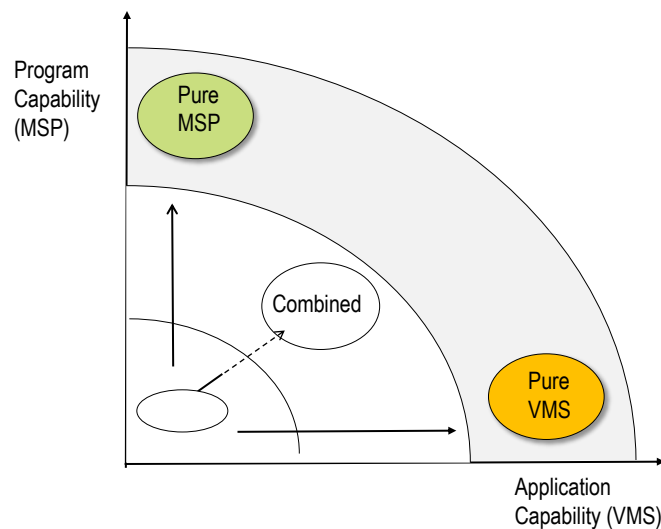 Program
Capability
(MSP)
Pure
MSP
Combined
Pure
VMS
Application
Capability (VMS)